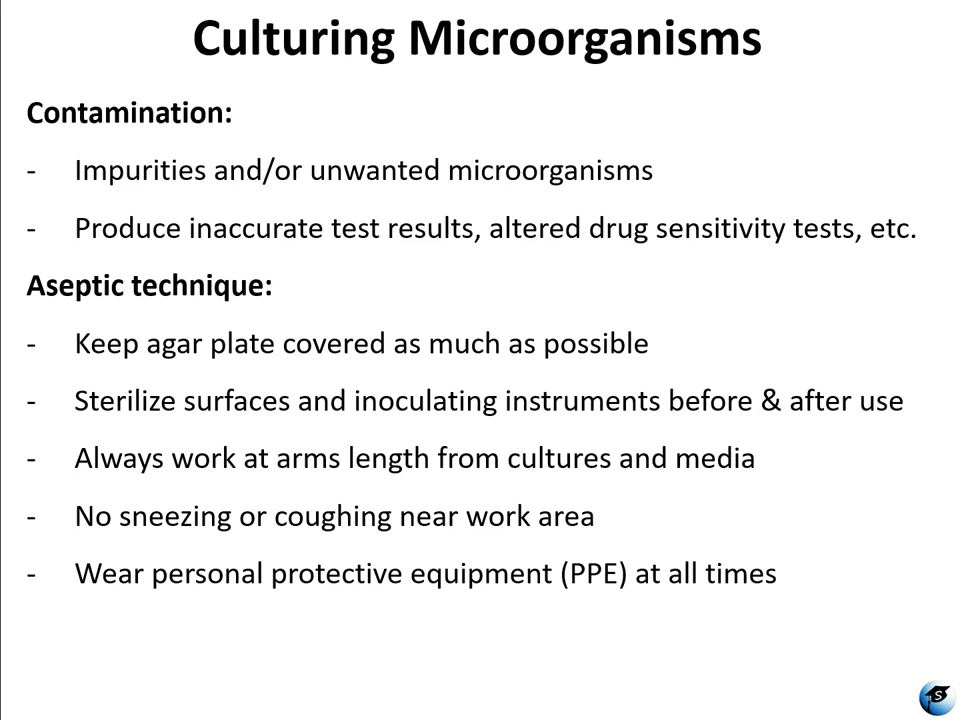 Culturing Microorganisms
Contamination:
- Impurities and/or unwanted microorganisms
- Produce inaccurate test results, altered drug sensitivity tests, etc.
Aseptic technique:
- Keep agar plate covered as much as possible
- Sterilize surfaces and inoculating instruments before & after use
- Always work at arms length from cultures and media
- No sneezing or coughing near work area
- Wear personal protective equipment (PPE) at all times
S